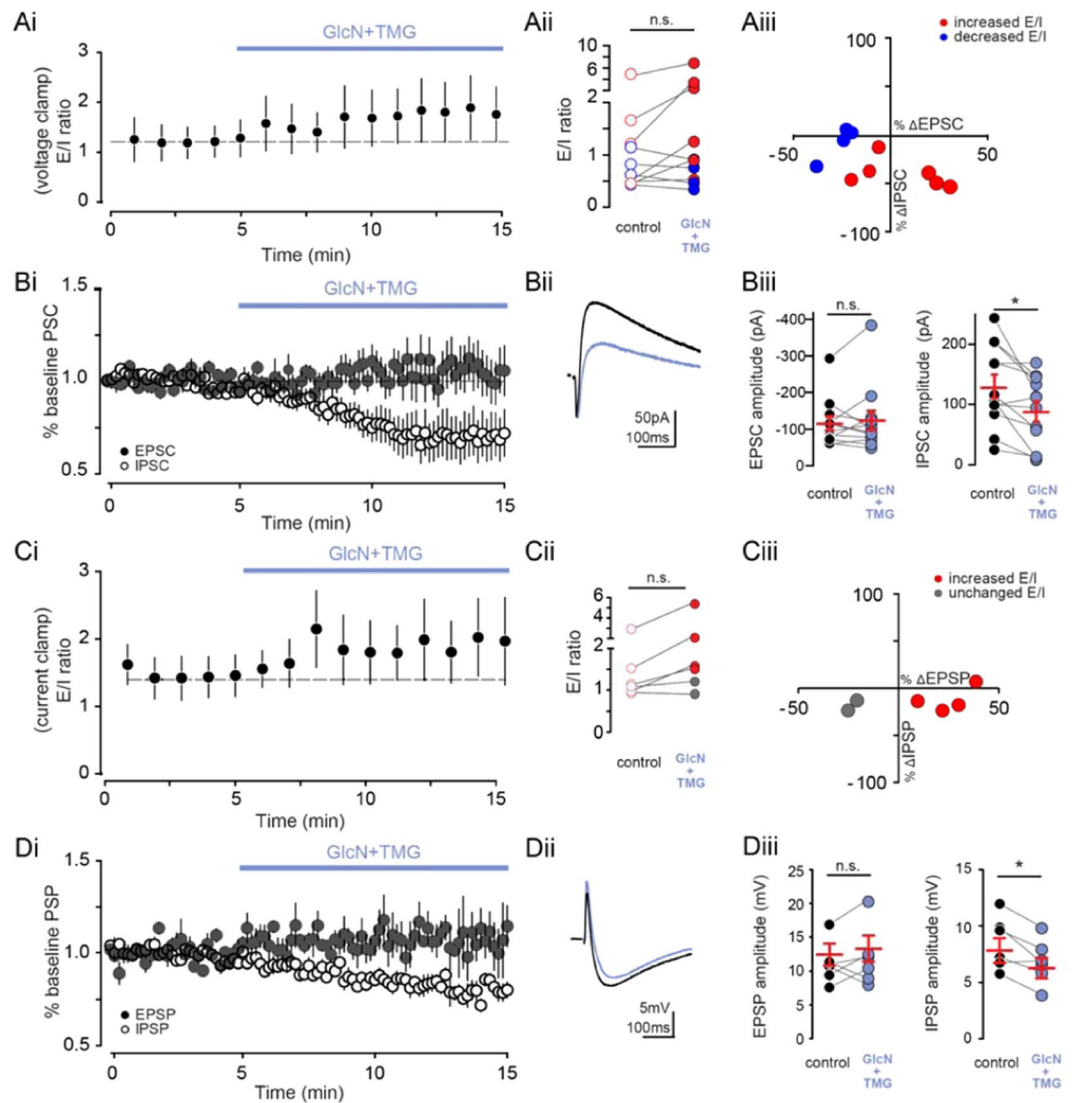 Ai
GlcN+TMG
3
2
1
0
(voltage clamp)
E/I ratio
0
5
10
15
Time (min)
Aii
n.s.
10
6
2
1
0
E/I ratio
control
GlcN
+
TMG
Aiii
increased E/I
decreased E/I
100
% ΔEPSC
-50
50
% ΔIPSC
-100
Bi
GlcN+TMG
1.5
1.0
0.5
% baseline PSC
EPSC
IPSC
0
5
10
15
Time (min)
Bii
*
50pA
100ms
Biii
n.s.
-400
-300
-200
-100
0
EPSC amplitude (pA)
control
GlcN
+
TMG
*
200
100
0
IPSC amplitude (pA)
control
GlcN
+
TMG
Ci
GlcN+TMG
3
2
1
0
(current clamp)
E/I ratio
0
5
10
15
Time (min)
Cii
n.s.
6
4
2
1
0
E/I ratio
control
GlcN
+
TMG
Ciii
increased E/I
unchanged E/I
100
% ΔEPSP
-50
50
% ΔIPSP
-100
Di
GlcN+TMG
1.5
1.0
0.5
% baseline PSP
EPSP
IPSP
0
5
10
15
Time (min)
Dii
5mV
100ms
Diii
n.s.
25
20
15
10
5
0
EPSP amplitude (mV)
control
GlcN
+
TMG
*
15
10
5
0
IPSP amplitude (mV)
control
GlcN
+
TMG